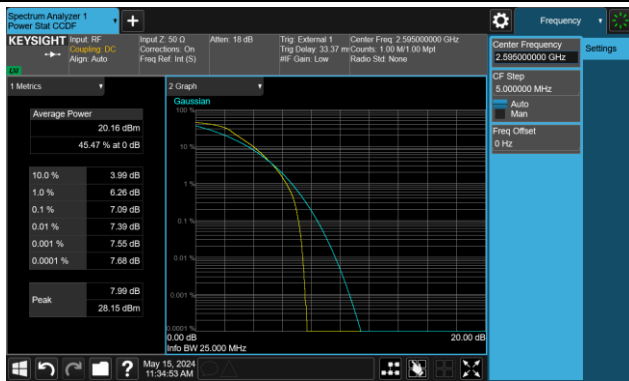 Spectrum Analyzer 1
Power Stat CCDF
+
Frequency
KEYSIGHT
Input: RF
Coupling: DC
Align: Auto
Input Z: 50 Ω
Corrections: On
Freq Ref: Int (S)
Atten: 18 dB
Trig: External 1
Trig Delay: 33.37 m
#IF Gain: Low
Center Freq: 2.595000000 GHz
Counts: 1.00 M/1.00 Mpt
Radio Std: None
Center Frequency
2.595000000 GHz
Settings
CF Step
5.000000 MHz
Auto
Man
Freq Offset
0 Hz
1 Metrics
Average Power
20.16 dBm
45.47 % at 0 dB
10.0 % 3.99 dB
1.0 % 6.26 dB
0.1 % 7.09 dB
0.01 % 7.39 dB
0.001 % 7.55 dB
0.0001 % 7.68 dB
Peak
7.99 dB
28.15 dBm
2 Graph
Gaussian
100 %
10 %
1 %
0.1 %
0.01 %
0.001 %
0.0001 %
0.00 dB 20.00 dB
Info BW 25.000 MHz
?
May 15, 2024
11:34:53 AM